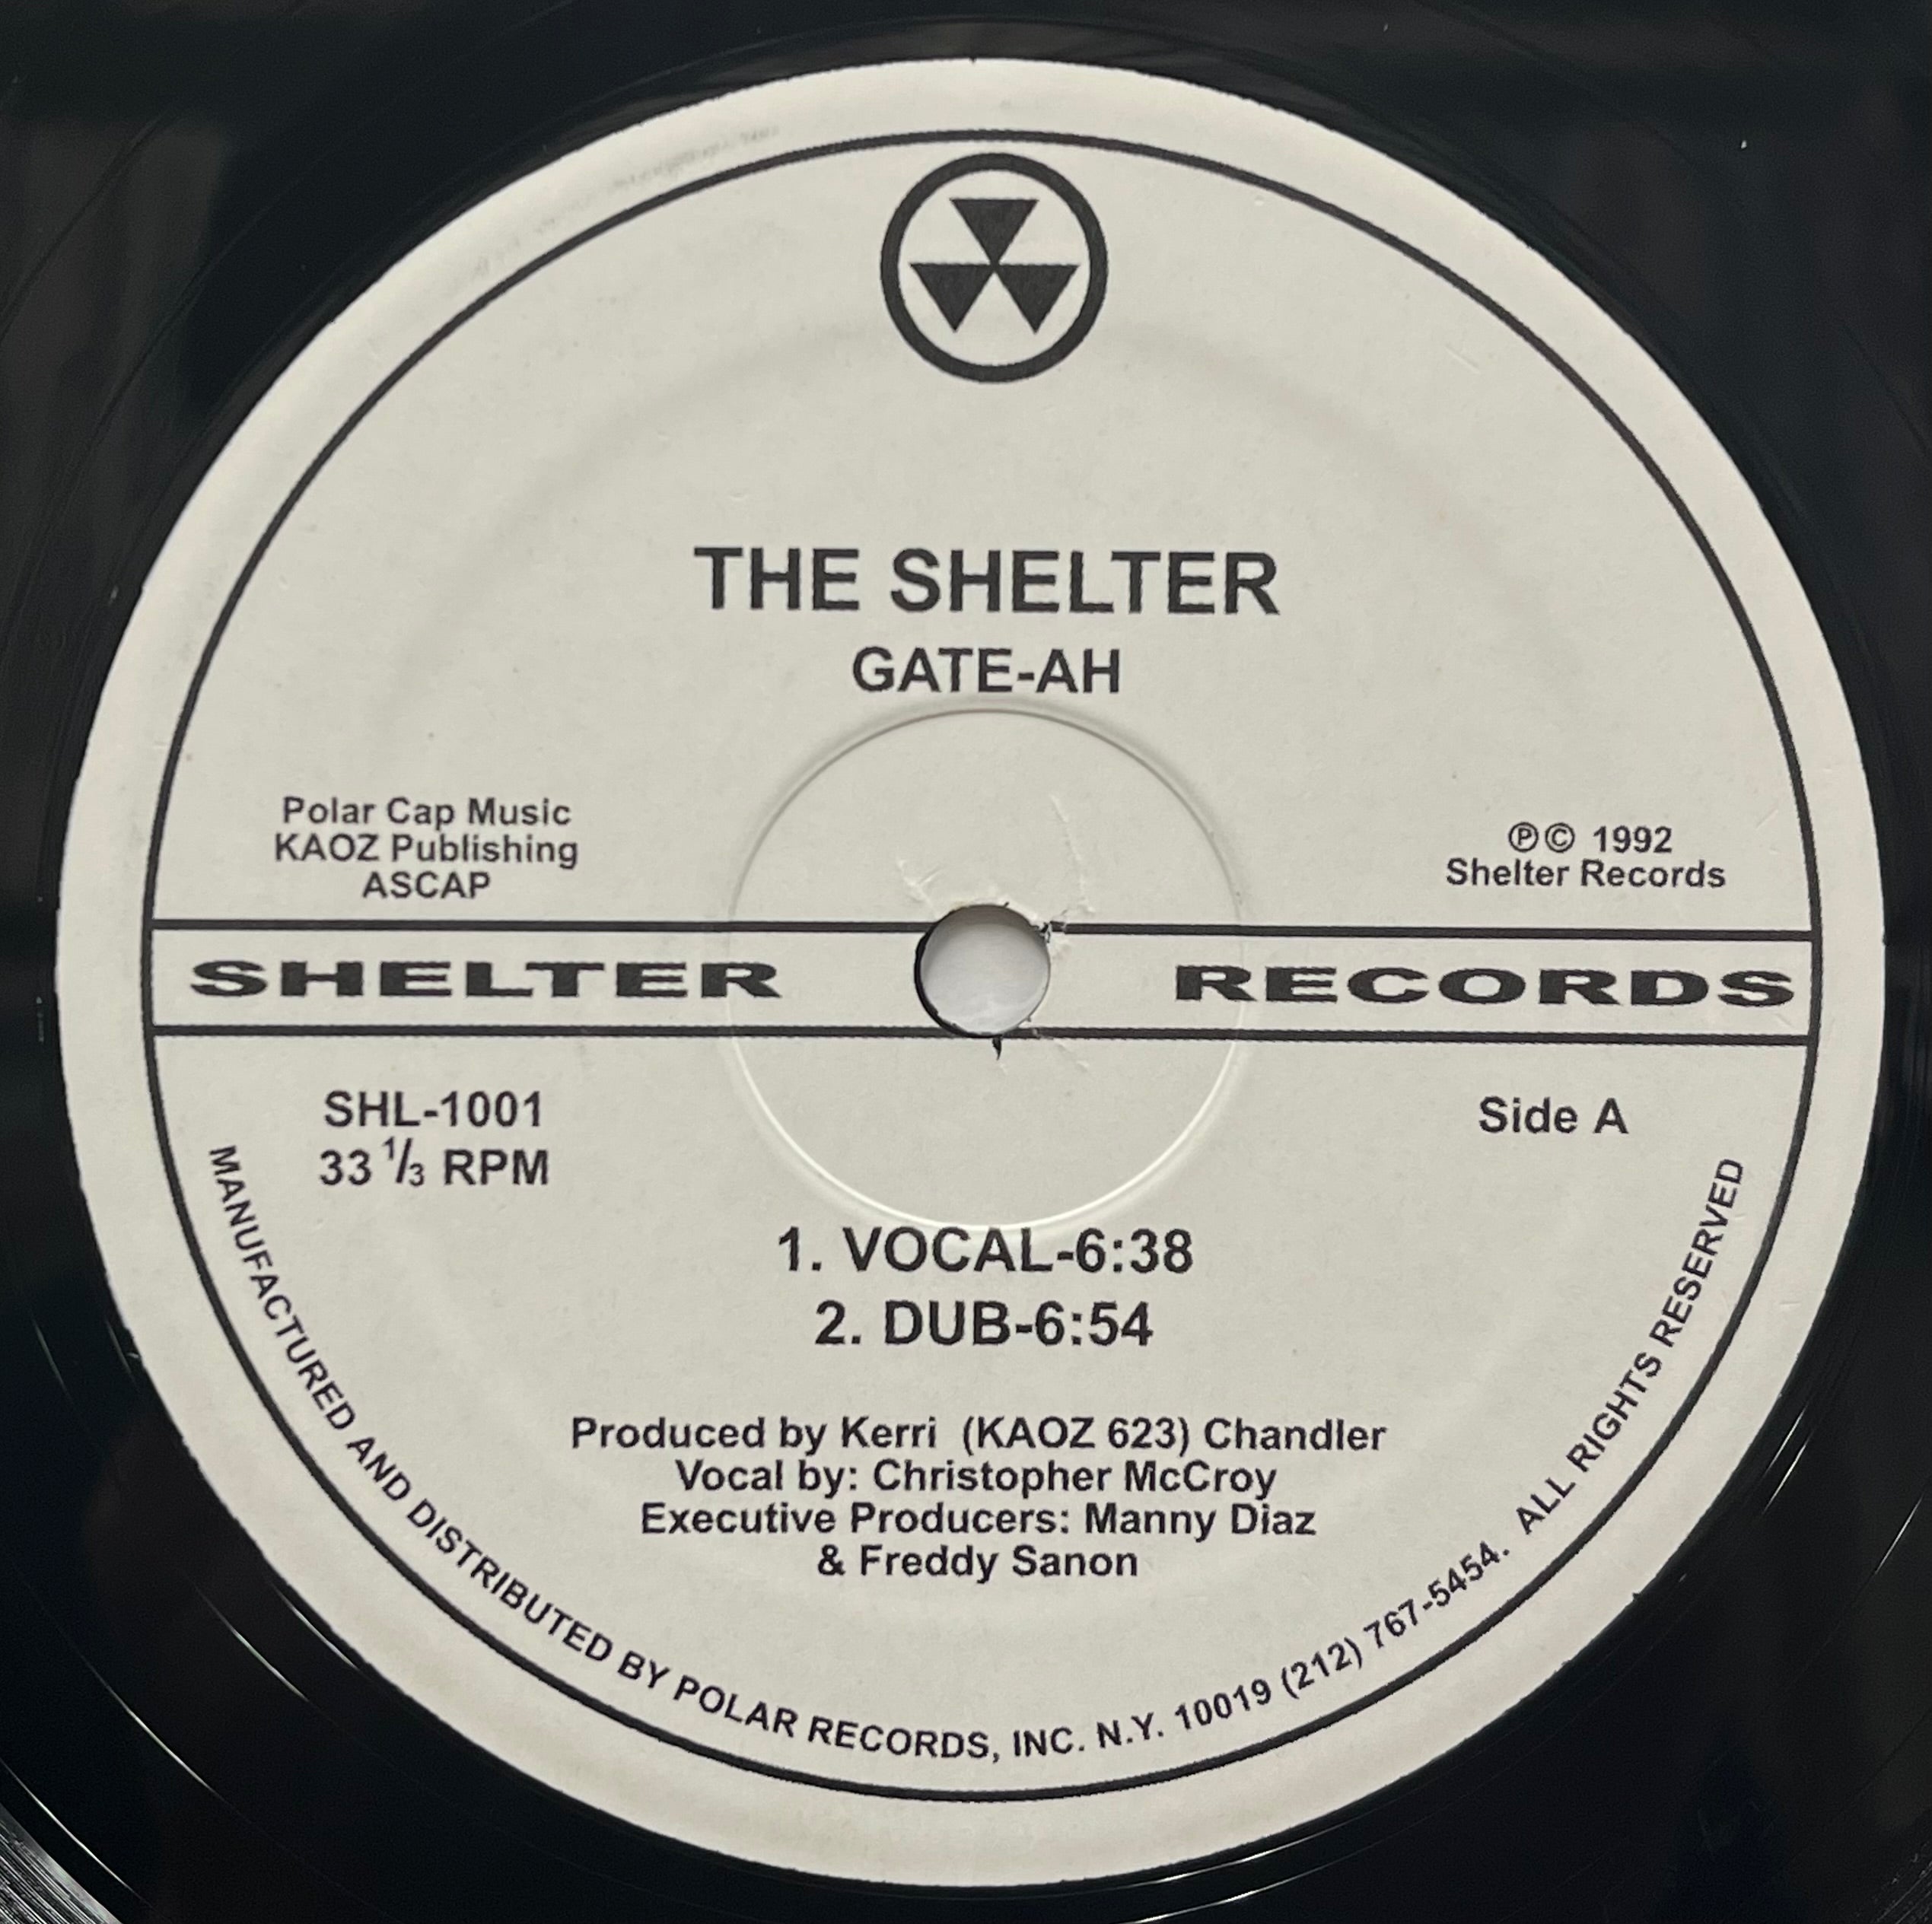 THE SHELTER
GATE-AH
Polar Cap Music
KAOZ Publishing
ASCAP
℗© 1992
Shelter Records
SHELTER RECORDS
SHL-1001
33 1/3 RPM
Side A
1. VOCAL-6:38
2. DUB-6:54
Produced by Kerri (KAOZ 623) Chandler
Vocal by: Christopher McCroy
Executive Producers: Manny Diaz
& Freddy Sanon
MANUFACTURED AND DISTRIBUTED BY POLAR RECORDS, INC. N.Y. 10019 (212) 767-5454. ALL RIGHTS RESERVED